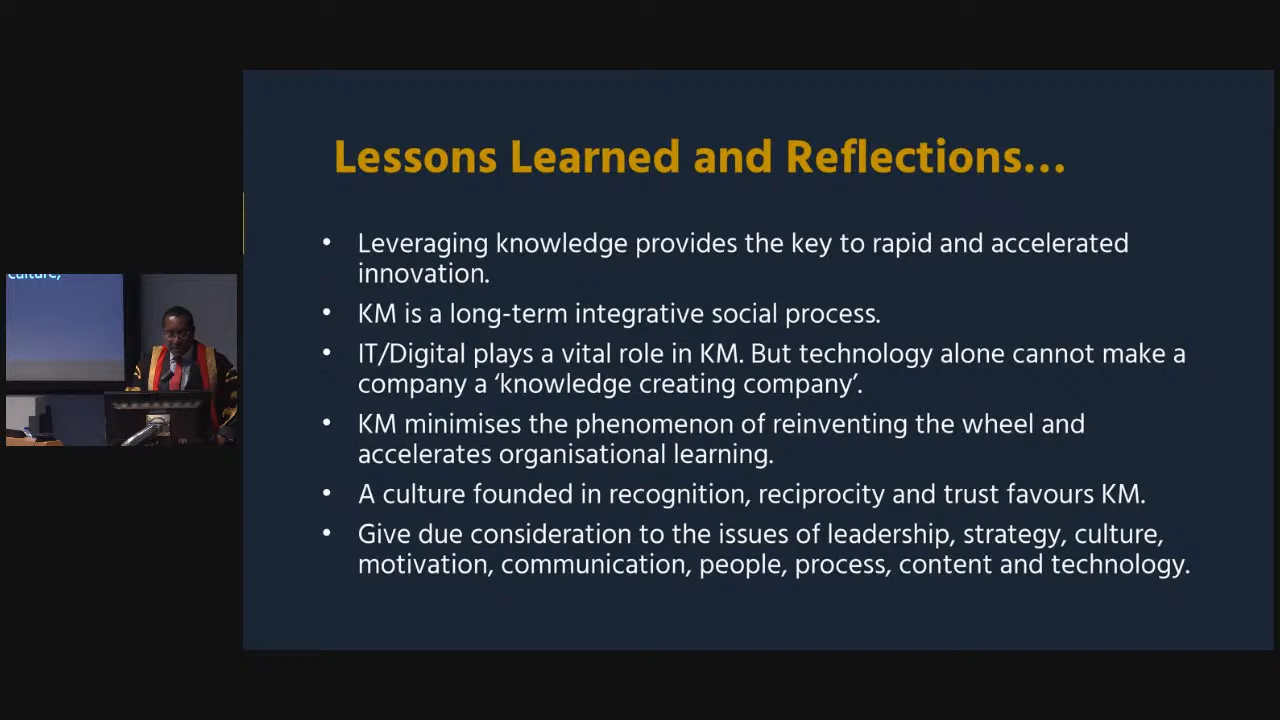 Lessons Learned and Reflections...
• Leveraging knowledge provides the key to rapid and accelerated
innovation.
• KM is a long-term integrative social process.
• IT/Digital plays a vital role in KM. But technology alone cannot make a
company a ‘knowledge creating company’.
• KM minimises the phenomenon of reinventing the wheel and
accelerates organisational learning.
• A culture founded in recognition, reciprocity and trust favours KM.
• Give due consideration to the issues of leadership, strategy, culture,
motivation, communication, people, process, content and technology.
culture,